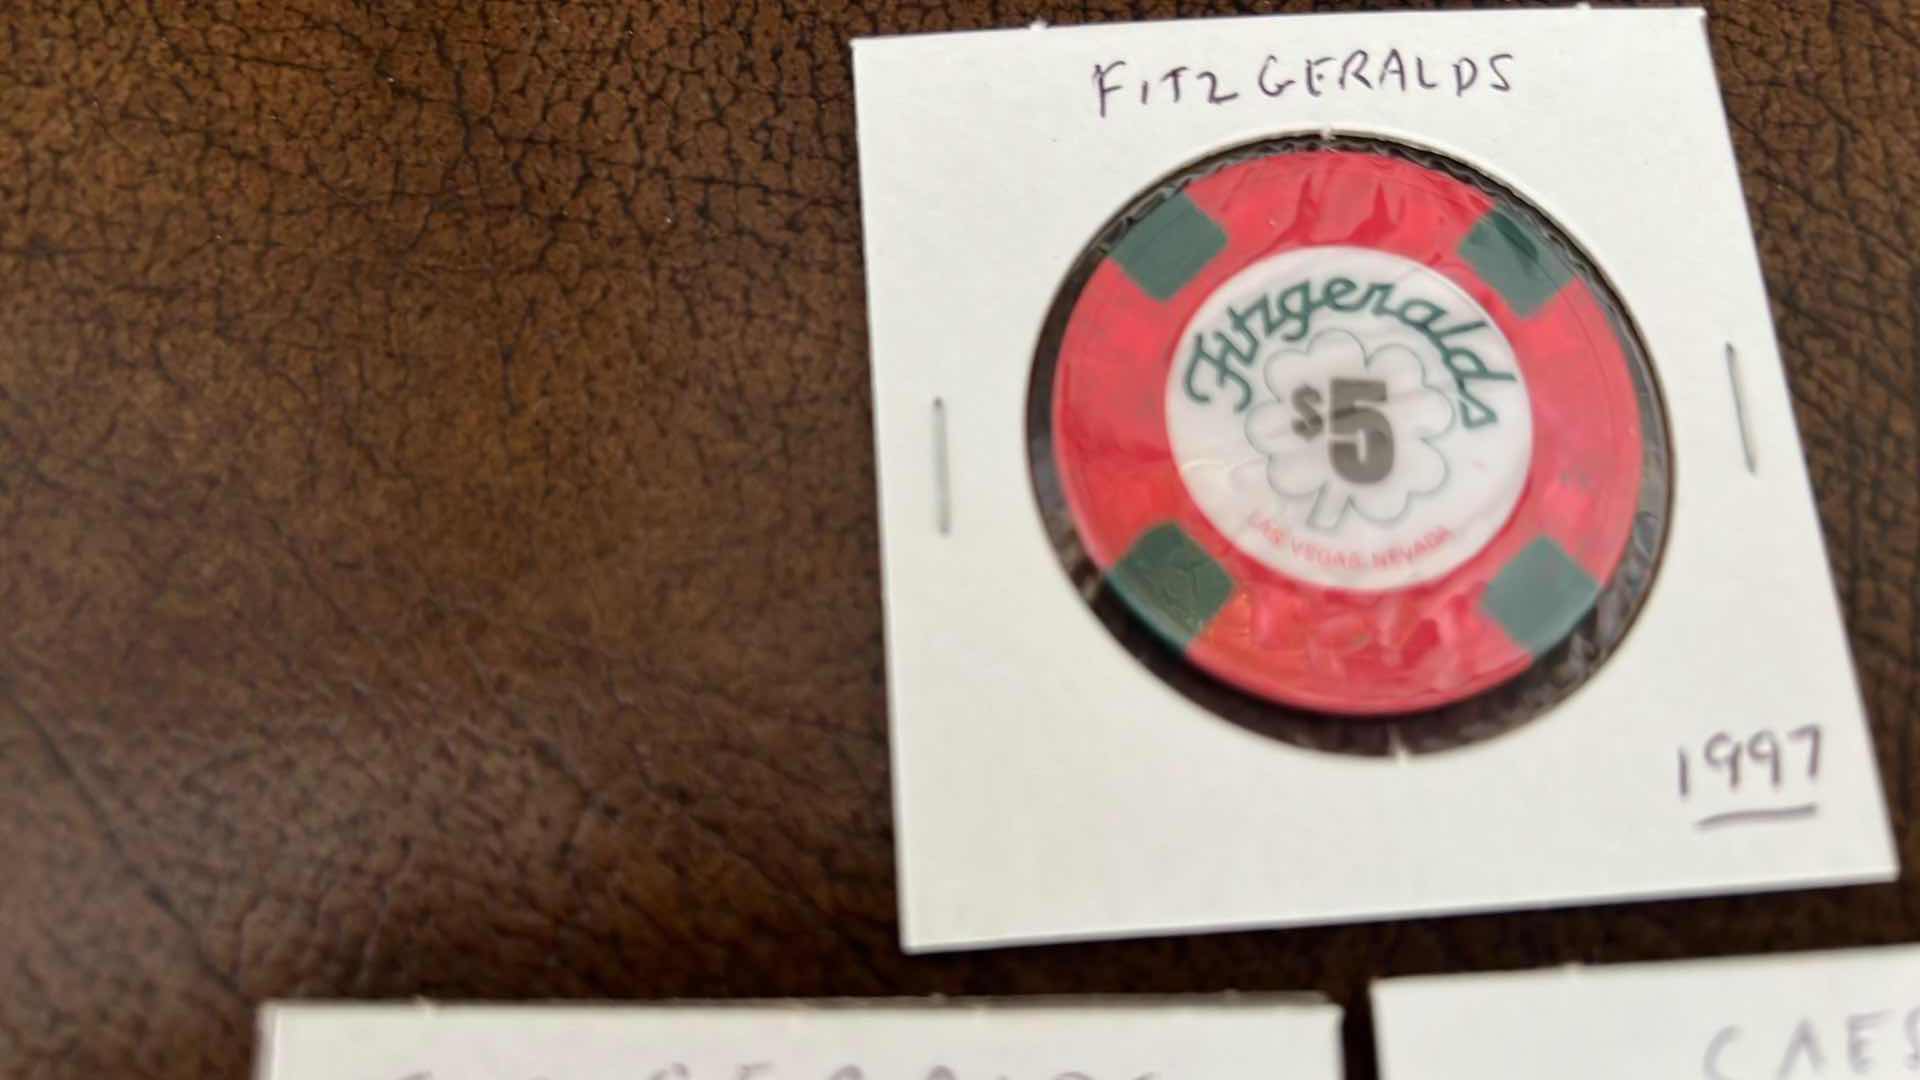 FITZGERALDS
Fitzgeralds
$5
LAS VEGAS, NEVADA
1997